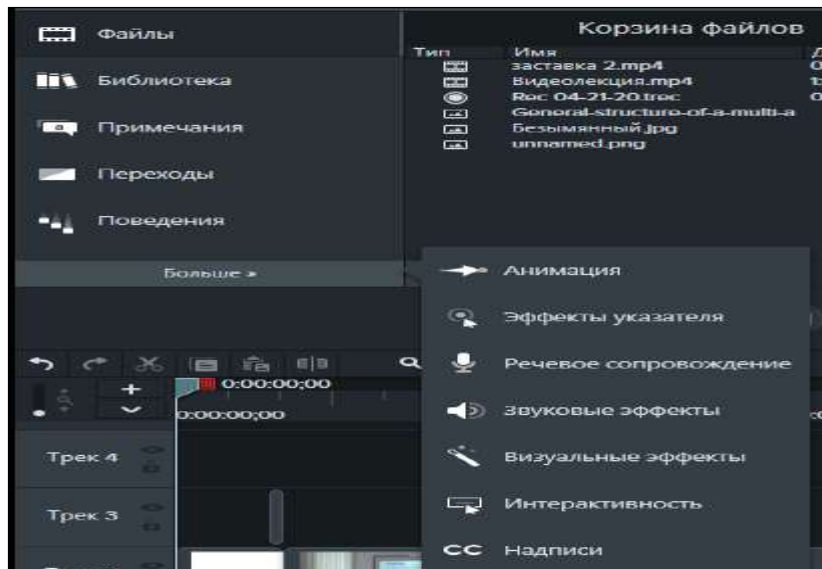 Файлы
Библиотека
Примечания
Переходы
Поведения
Больше »
Корзина файлов
Тип Имя
заставка 2.mp4
Видеолекция.mp4
Rec 04-21-20.trec
General-structure-of-a-multi-a
Безымянный.jpg
unnamed.png
Анимация
Эффекты указателя
Речевое сопровождение
Звуковые эффекты
Визуальные эффекты
Интерактивность
CC Надписи
0:00:00;00
0:00:00;00
Трек 4
Трек 3